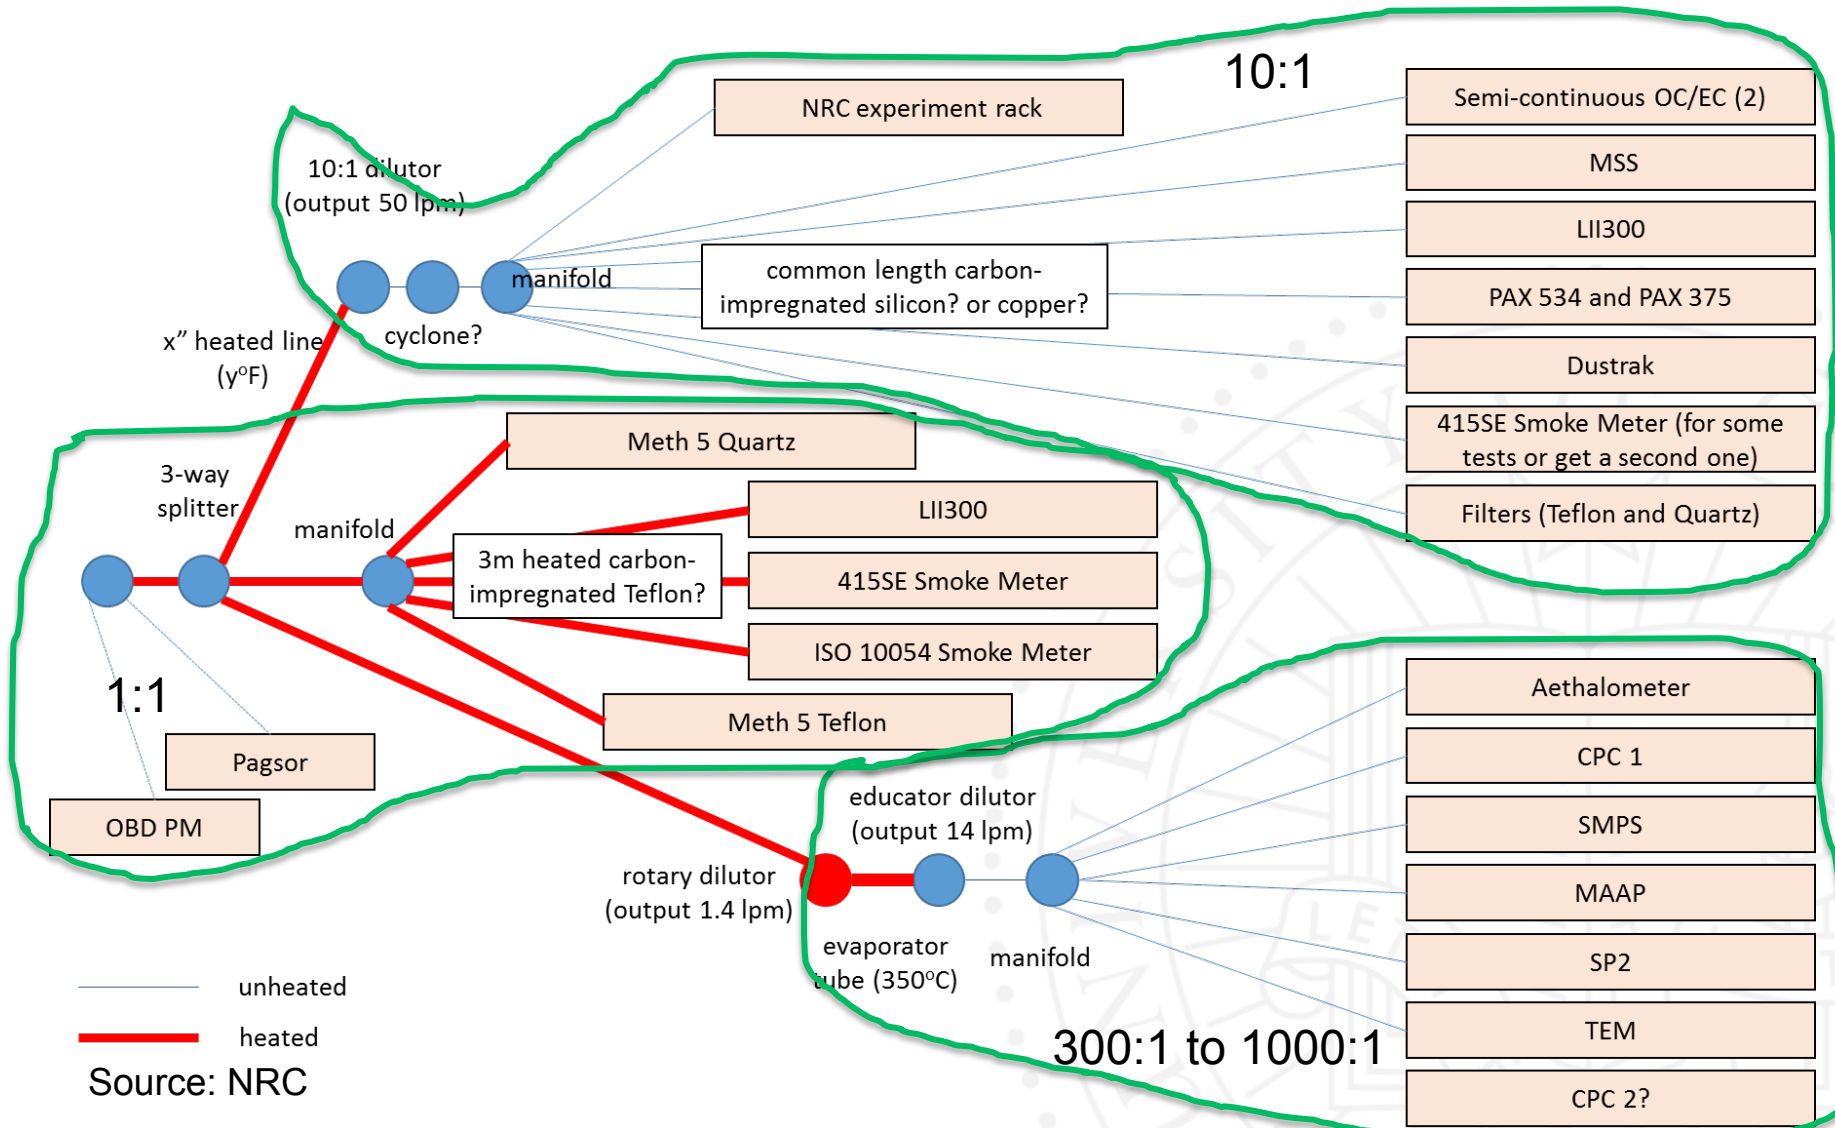 10:1
NRC experiment rack
Semi-continuous OC/EC (2)
MSS
LII300
PAX 534 and PAX 375
Dustrak
415SE Smoke Meter (for some
tests or get a second one)
Filters (Teflon and Quartz)
10:1 dilutor
(output 50 lpm)
manifold
cyclone?
common length carbon-
impregnated silicon? or copper?
x” heated line
(y°F)
3-way
splitter
manifold
Meth 5 Quartz
LII300
3m heated carbon-
impregnated Teflon?
415SE Smoke Meter
ISO 10054 Smoke Meter
Meth 5 Teflon
1:1
Pagsor
OBD PM
educator dilutor
(output 14 lpm)
rotary dilutor
(output 1.4 lpm)
evaporator
tube (350°C)
manifold
Aethalometer
CPC 1
SMPS
MAAP
SP2
TEM
CPC 2?
300:1 to 1000:1
unheated
heated
Source: NRC